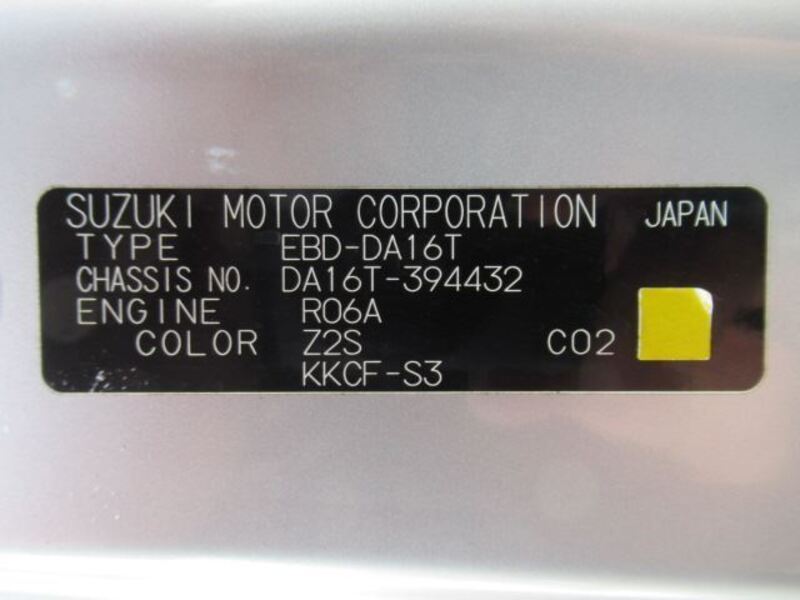 SUZUKI MOTOR CORPORATION JAPAN
TYPE EBD-DA16T
CHASSIS NO. DA16T-394432
ENGINE R06A
COLOR Z2S C02
KKCF-S3